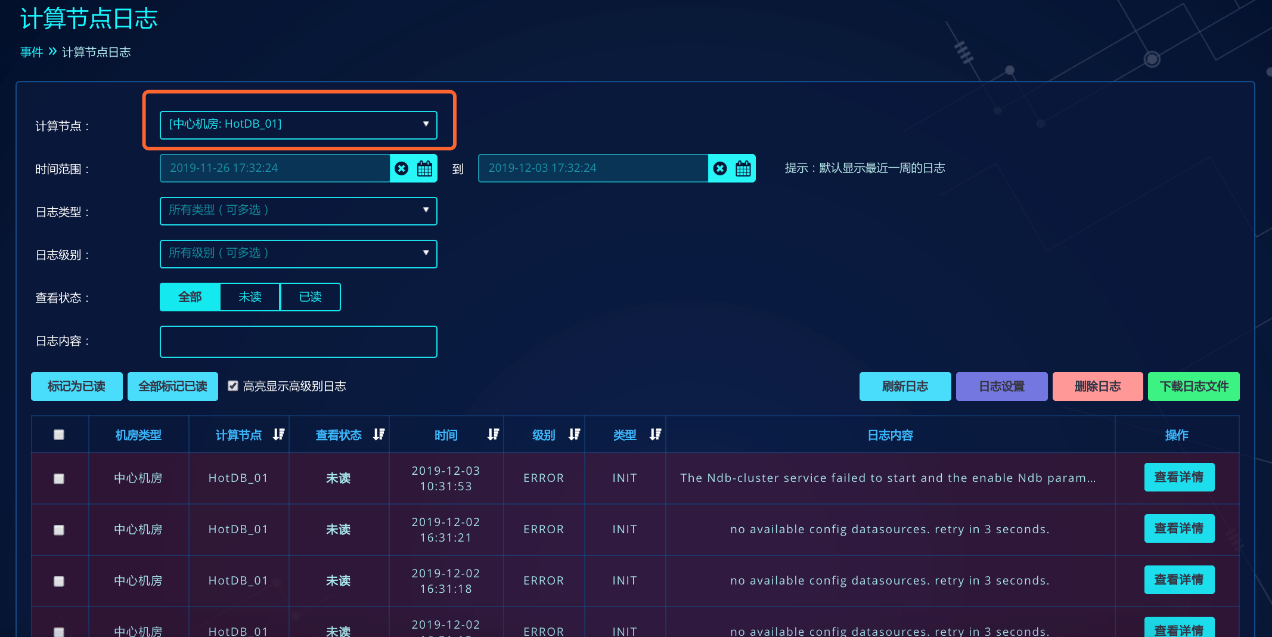 计算节点日志
事件 » 计算节点日志
计算节点： [中心机房: HotDB_01]
时间范围： 2019-11-26 17:32:24 到 2019-12-03 17:32:24 提示：默认显示最近一周的日志
日志类型： 所有类型（可多选）
日志级别： 所有级别（可多选）
查看状态： 全部 未读 已读
日志内容：
标记为已读 全部标记已读 高亮显示高级别日志 刷新日志 日志设置 删除日志 下载日志文件
机房类型 计算节点 查看状态 时间 级别 类型 日志内容 操作
中心机房 HotDB_01 未读 2019-12-03 10:31:53 ERROR INIT The Ndb-cluster service failed to start and the enable Ndb param... 查看详情
中心机房 HotDB_01 未读 2019-12-02 16:31:21 ERROR INIT no available config datasources. retry in 3 seconds. 查看详情
中心机房 HotDB_01 未读 2019-12-02 16:31:18 ERROR INIT no available config datasources. retry in 3 seconds. 查看详情
中心机房 HotDB_01 未读 2019-12-02 ERROR INIT no available config datasources. retry in 3 seconds. 查看详情